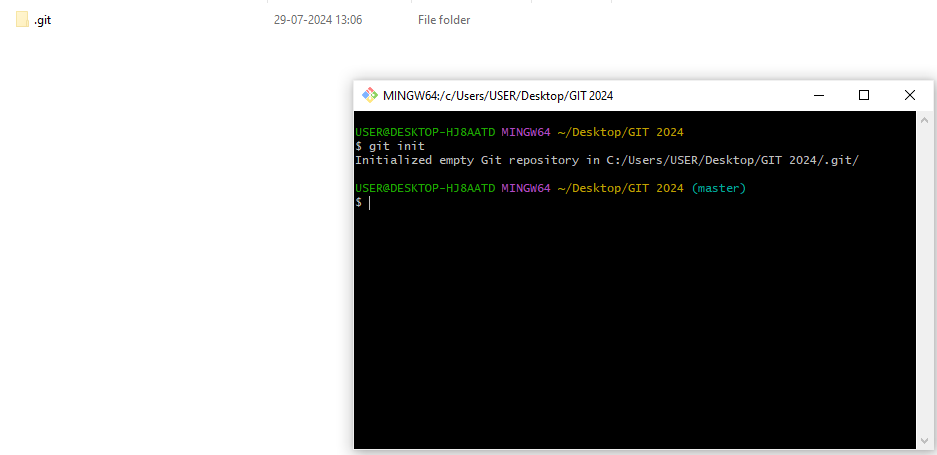 .git 29-07-2024 13:06 File folder
MINGW64:/c/Users/USER/Desktop/GIT 2024
USER@DESKTOP-HJ8AATD MINGW64 ~/Desktop/GIT 2024
$ git init
Initialized empty Git repository in C:/Users/USER/Desktop/GIT 2024/.git/
USER@DESKTOP-HJ8AATD MINGW64 ~/Desktop/GIT 2024 (master)
$